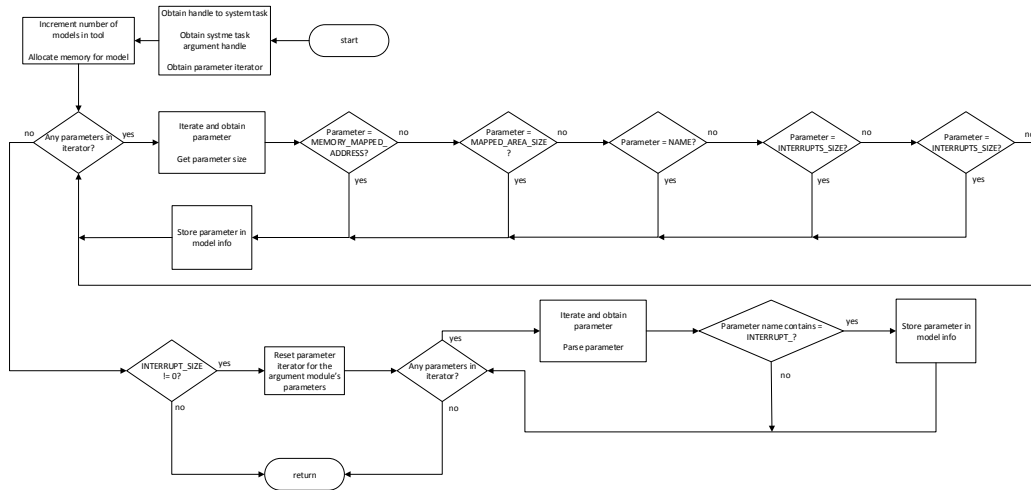 Obtain handle to system task
Obtain systme task
argument handle
Obtain parameter iterator
start
Increment number of
models in tool
Allocate memory for model
no
Any parameters in
iterator?
yes
Iterate and obtain
parameter
Get parameter size
Parameter =
MEMORY_MAPPED_
ADDRESS?
no
yes
Parameter =
MAPPED_AREA_SIZE
?
no
yes
Parameter = NAME?
no
yes
Parameter =
INTERRUPTS_SIZE?
no
yes
Parameter =
INTERRUPTS_SIZE?
no
yes
Store parameter in
model info
INTERRUPT_SIZE
!= 0?
yes
no
Reset parameter
iterator for the
argument module's
parameters
yes
Any parameters in
iterator?
no
Iterate and obtain
parameter
Parse parameter
Parameter name contains =
INTERRUPT_?
yes
no
Store parameter in
model info
return